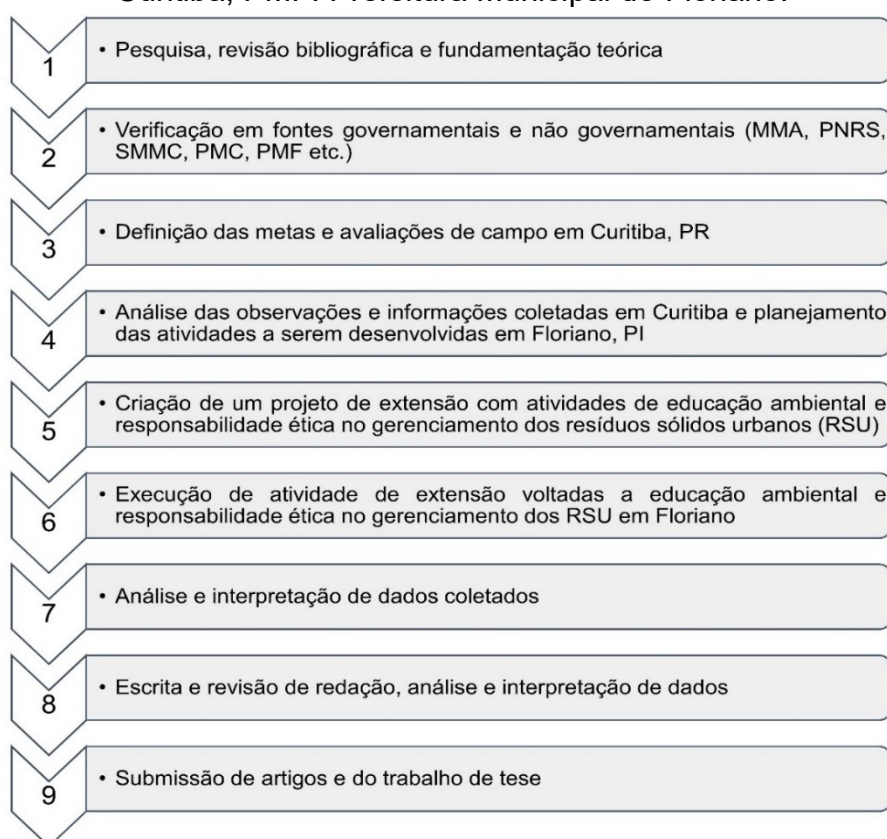 Curitiba, PMF: Prefeitura Municipal de Floriano.
1
• Pesquisa, revisão bibliográfica e fundamentação teórica
2
• Verificação em fontes governamentais e não governamentais (MMA, PNRS,
SMMC, PMC, PMF etc.)
3
• Definição das metas e avaliações de campo em Curitiba, PR
4
• Análise das observações e informações coletadas em Curitiba e planejamento
das atividades a serem desenvolvidas em Floriano, PI
5
• Criação de um projeto de extensão com atividades de educação ambiental e
responsabilidade ética no gerenciamento dos resíduos sólidos urbanos (RSU)
6
• Execução de atividade de extensão voltadas a educação ambiental e
responsabilidade ética no gerenciamento dos RSU em Floriano
7
• Análise e interpretação de dados coletados
8
• Escrita e revisão de redação, análise e interpretação de dados
9
• Submissão de artigos e do trabalho de tese